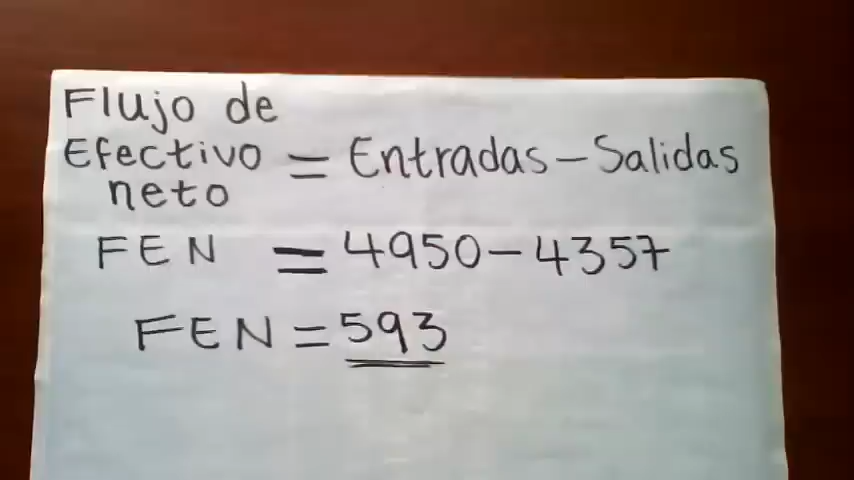 Flujo de
Efectivo = Entradas - Salidas
neto
FEN = 4950 - 4357
FEN = 593